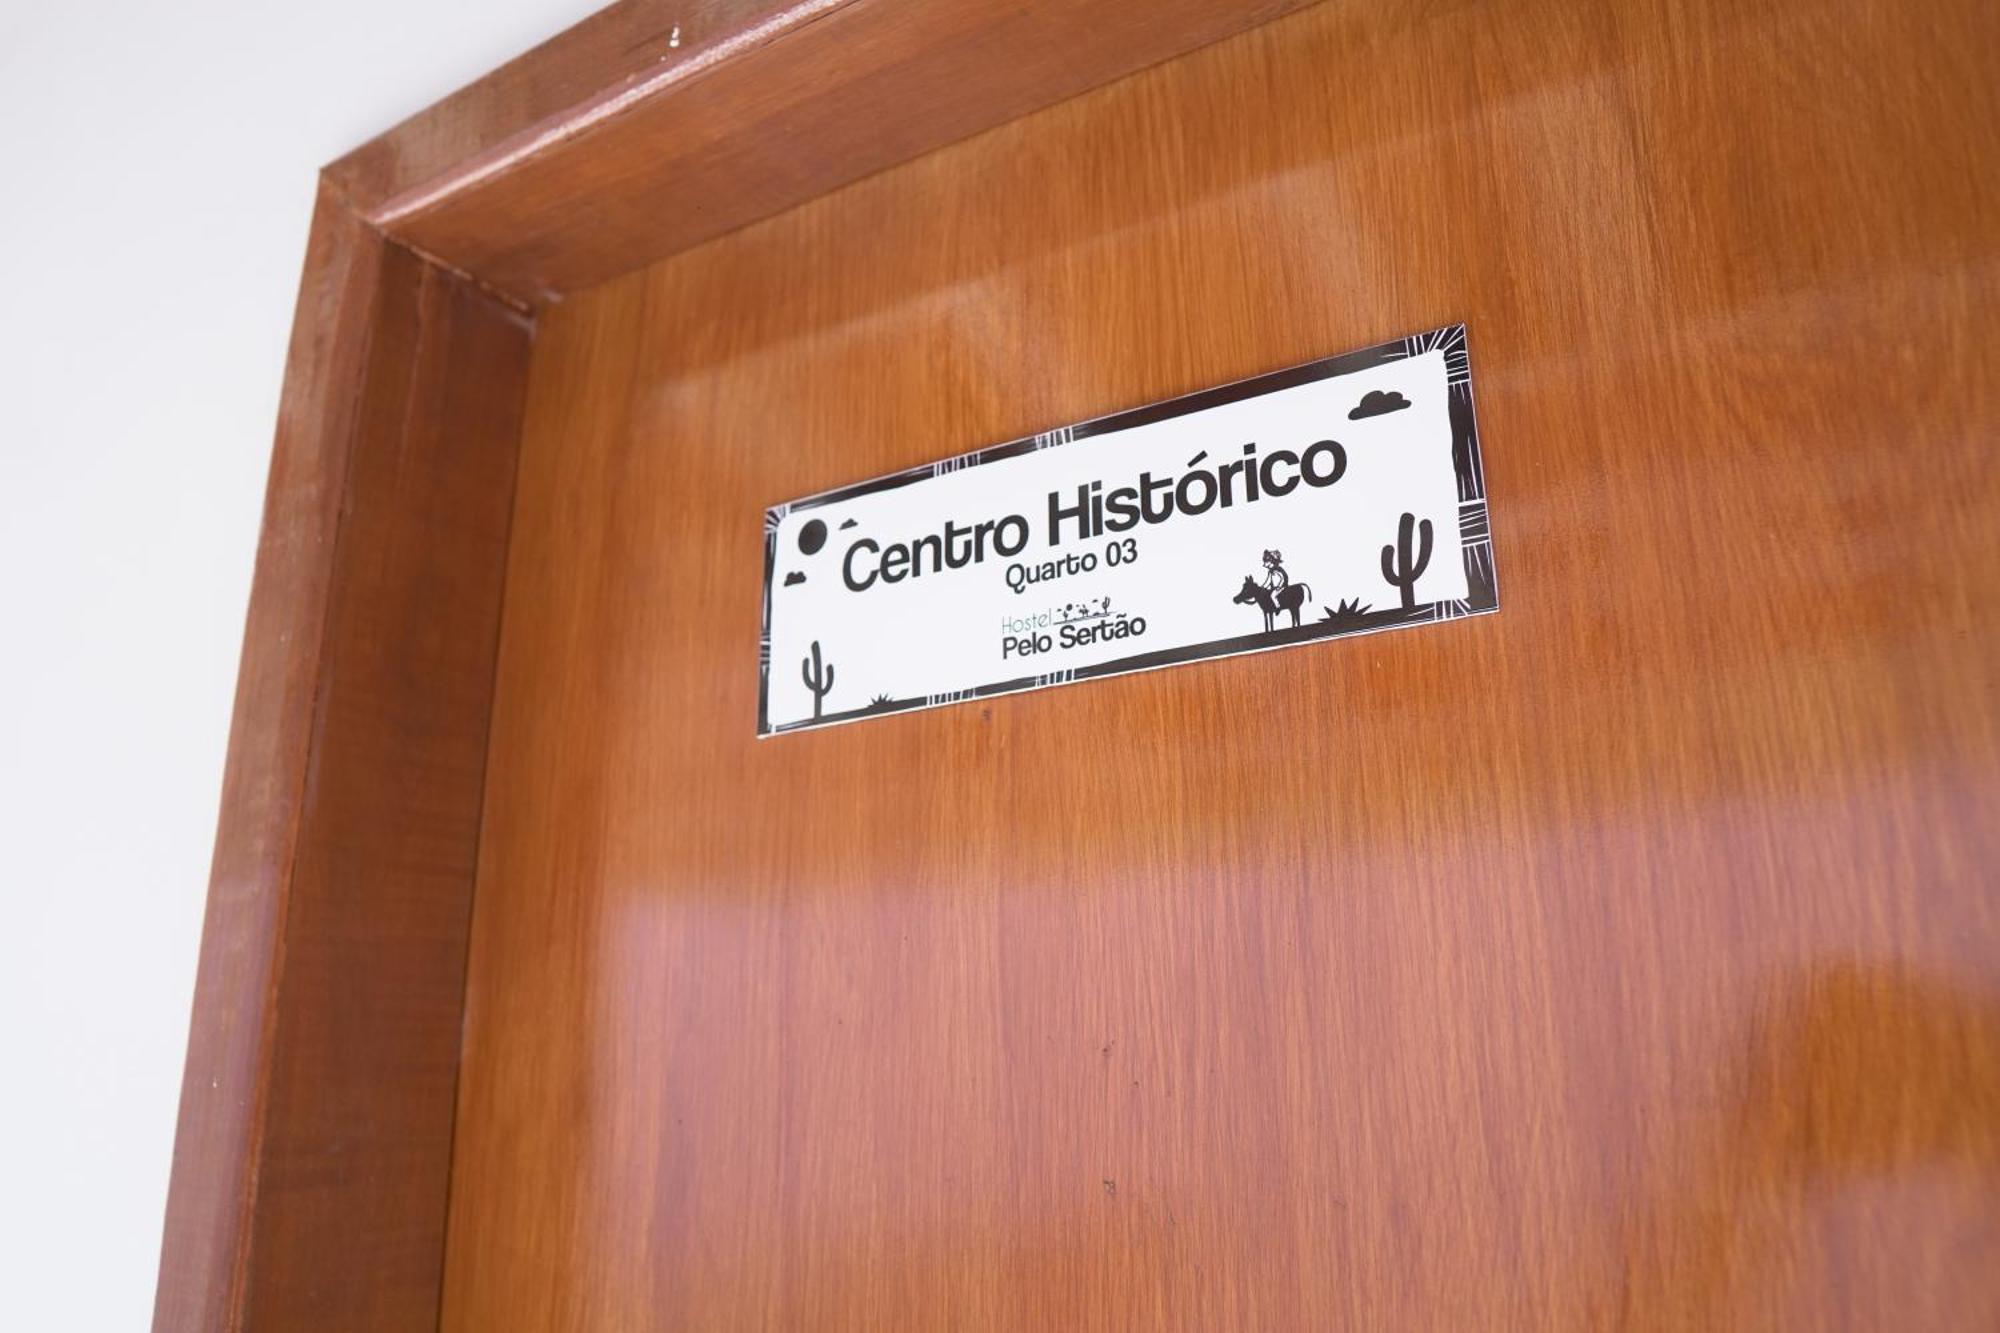 Centro Histórico
Quarto 03
Hostel
Pelo Sertão